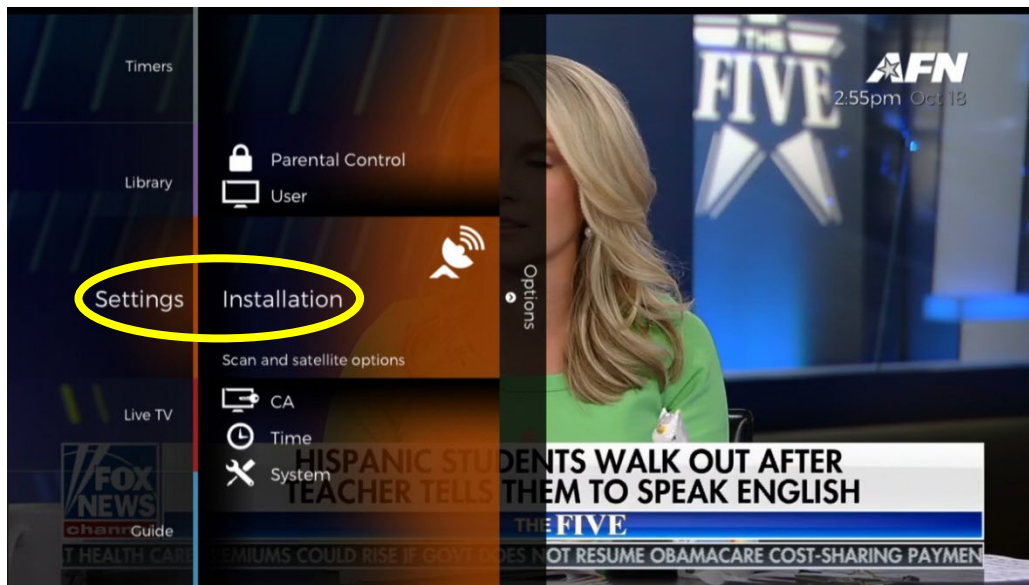 Timers
Library
Settings
Live TV
Guide
Parental Control
User
Installation
Scan and satellite options
CA
Time
System
Options
THE
FIVE
AFN
2:55pm Oct 18
FOX
NEWS
channel
HISPANIC STUDENTS WALK OUT AFTER
TEACHER TELLS THEM TO SPEAK ENGLISH
THE FIVE
T HEALTH CARE PREMIUMS COULD RISE IF GOVT DOES NOT RESUME OBAMACARE COST-SHARING PAYMEN